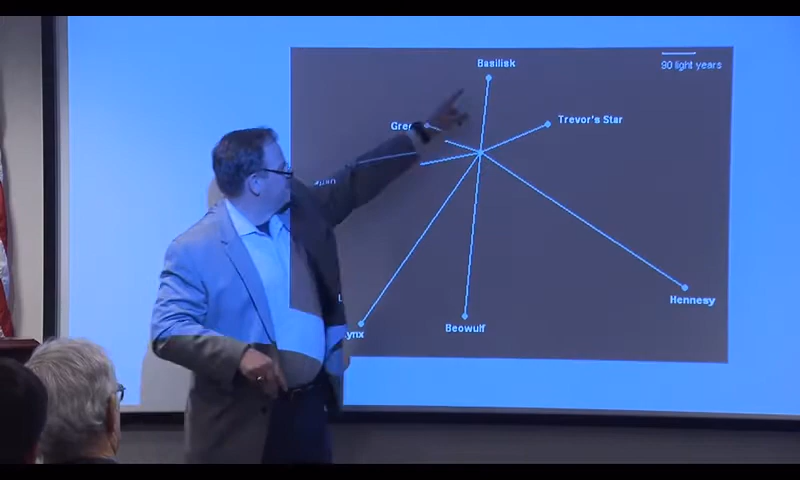 Basilisk
90 light years
Trevor's Star
Hennesy
Beowulf